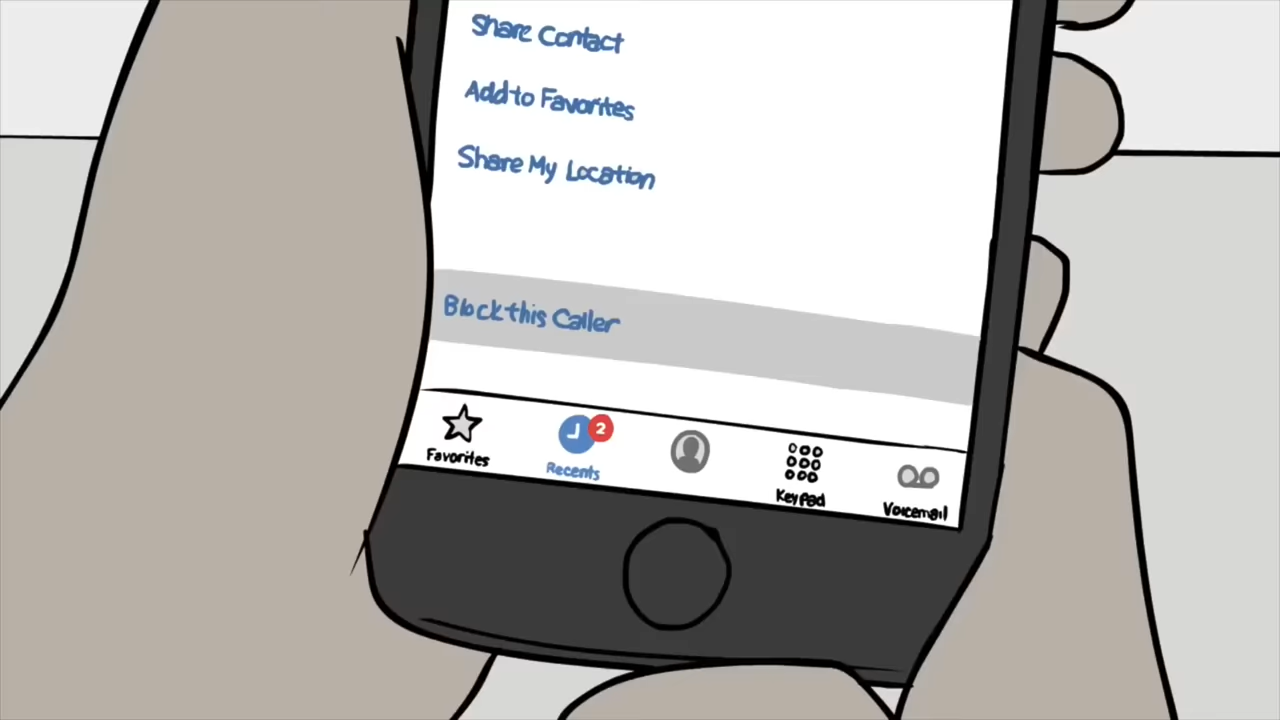 Share Contact
Add to Favorites
Share My Location
Block this Caller
2
Favorites
Recents
Keypad
Voicemail